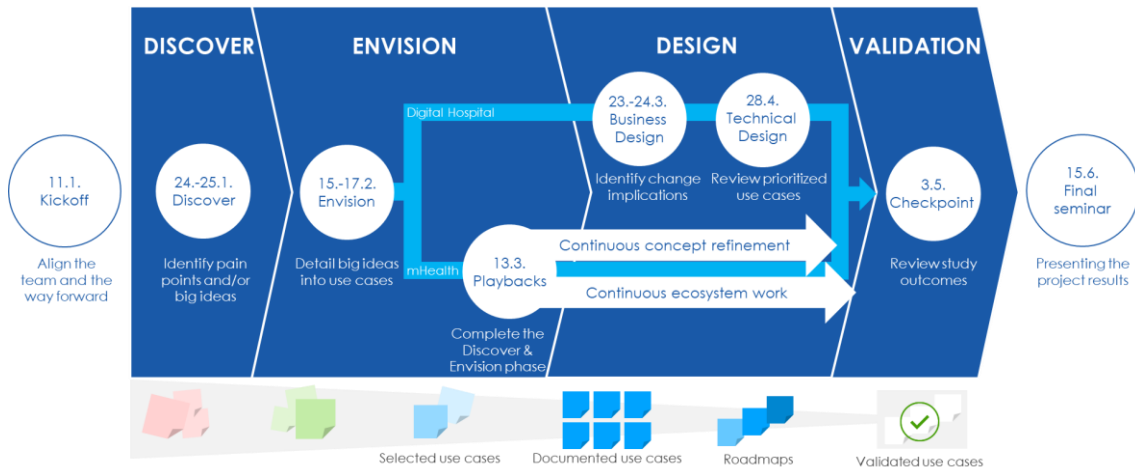 DISCOVER
ENVISION
DESIGN
VALIDATION
Digital Hospital
23.-24.3.
Business
Design
28.4.
Technical
Design
11.1.
Kickoff
24.-25.1.
Discover
15.-17.2.
Envision
Identify change
implications
Review prioritized
use cases
3.5.
Checkpoint
15.6.
Final
seminar
Align the
team and the
way forward
Identify pain
points and/or
big ideas
Detail big ideas
into use cases
mHealth
13.3.
Playbacks
Continuous concept refinement
Continuous ecosystem work
Review study
outcomes
Presenting the
project results
Complete the
Discover &
Envision phase
Selected use cases
Documented use cases
Roadmaps
Validated use cases